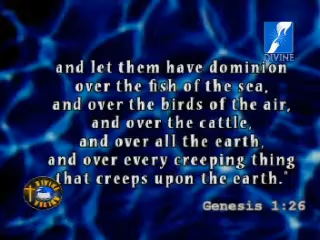 DIVINE
and let them have dominion
over the fish of the sea,
and over the birds of the air,
and over the cattle,
and over all the earth,
and over every creeping thing
that creeps upon the earth."
DIVINE
Genesis 1:26